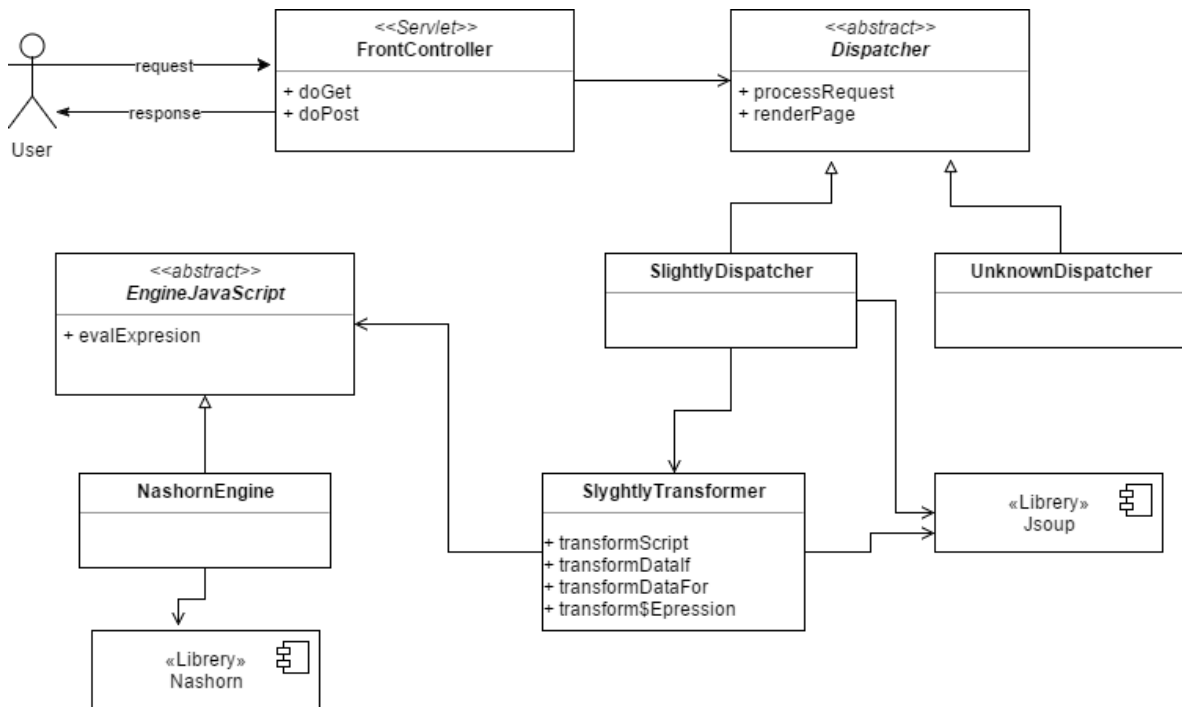 <<Servlet>>
FrontController
+ doGet
+ doPost
<<abstract>>
Dispatcher
+ processRequest
+ renderPage
request
response
User
<<abstract>>
EngineJavaScript
+ evalExpresion
SlightlyDispatcher
UnknownDispatcher
NashornEngine
SlyghtlyTransformer
+ transformScript
+ transformDataIf
+ transformDataFor
+ transform$Epression
«Librery»
Jsoup
«Librery»
Nashorn